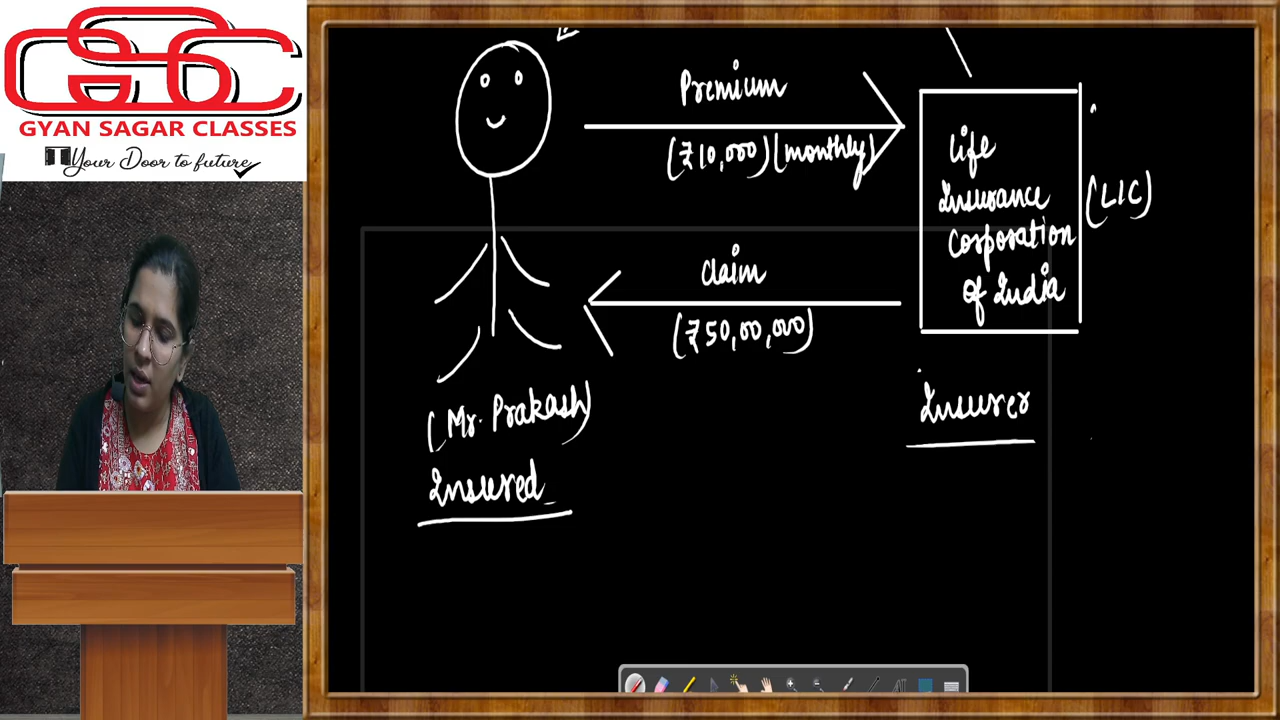 GSC
GYAN SAGAR CLASSES
Your Door to future
Premium
(₹10,000) (monthly)
Life
Insurance
Corporation
Of India
(LIC)
Claim
(₹50,00,000)
(Mr. Prakash)
Insured
Insurer